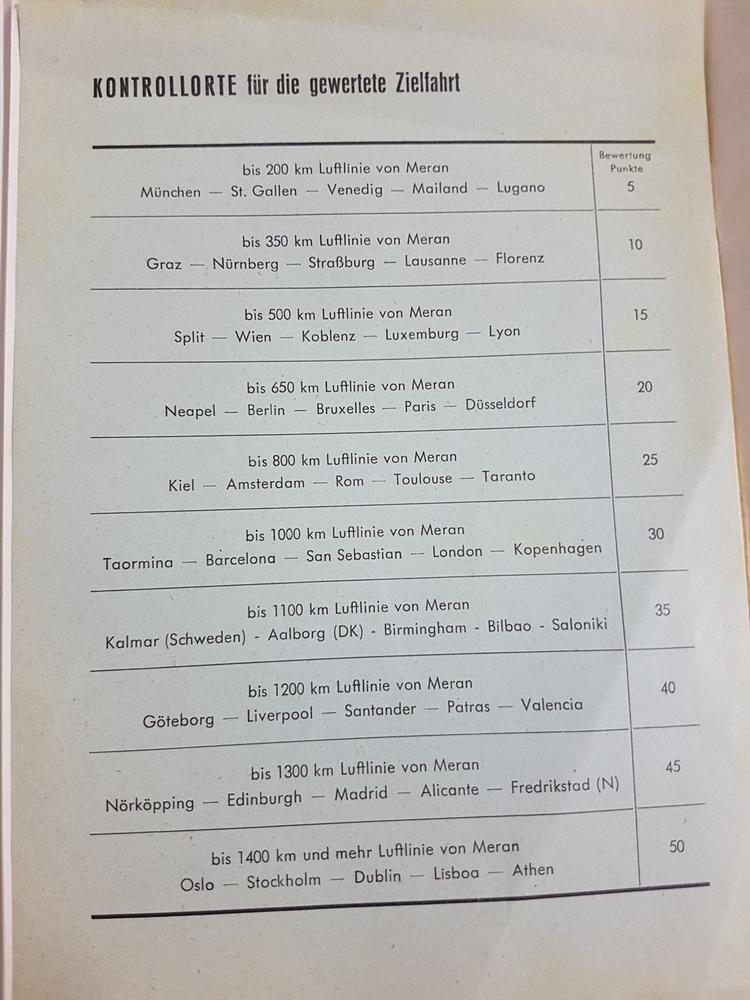 KONTROLLORTE für die gewertete Zielfahrt
bis 200 km Luftlinie von Meran
München — St. Gallen — Venedig — Mailand — Lugano
Bewertung
Punkte
5
bis 350 km Luftlinie von Meran
Graz — Nürnberg — Straßburg — Lausanne — Florenz
10
bis 500 km Luftlinie von Meran
Split — Wien — Koblenz — Luxemburg — Lyon
15
bis 650 km Luftlinie von Meran
Neapel — Berlin — Bruxelles — Paris — Düsseldorf
20
bis 800 km Luftlinie von Meran
Kiel — Amsterdam — Rom — Toulouse — Taranto
25
bis 1000 km Luftlinie von Meran
Taormina — Barcelona — San Sebastian — London — Kopenhagen
30
bis 1100 km Luftlinie von Meran
Kalmar (Schweden) - Aalborg (DK) - Birmingham - Bilbao - Saloniki
35
bis 1200 km Luftlinie von Meran
Göteborg — Liverpool — Santander — Patras — Valencia
40
bis 1300 km Luftlinie von Meran
Nörköpping — Edinburgh — Madrid — Alicante — Fredrikstad (N)
45
bis 1400 km und mehr Luftlinie von Meran
Oslo — Stockholm — Dublin — Lisboa — Athen
50